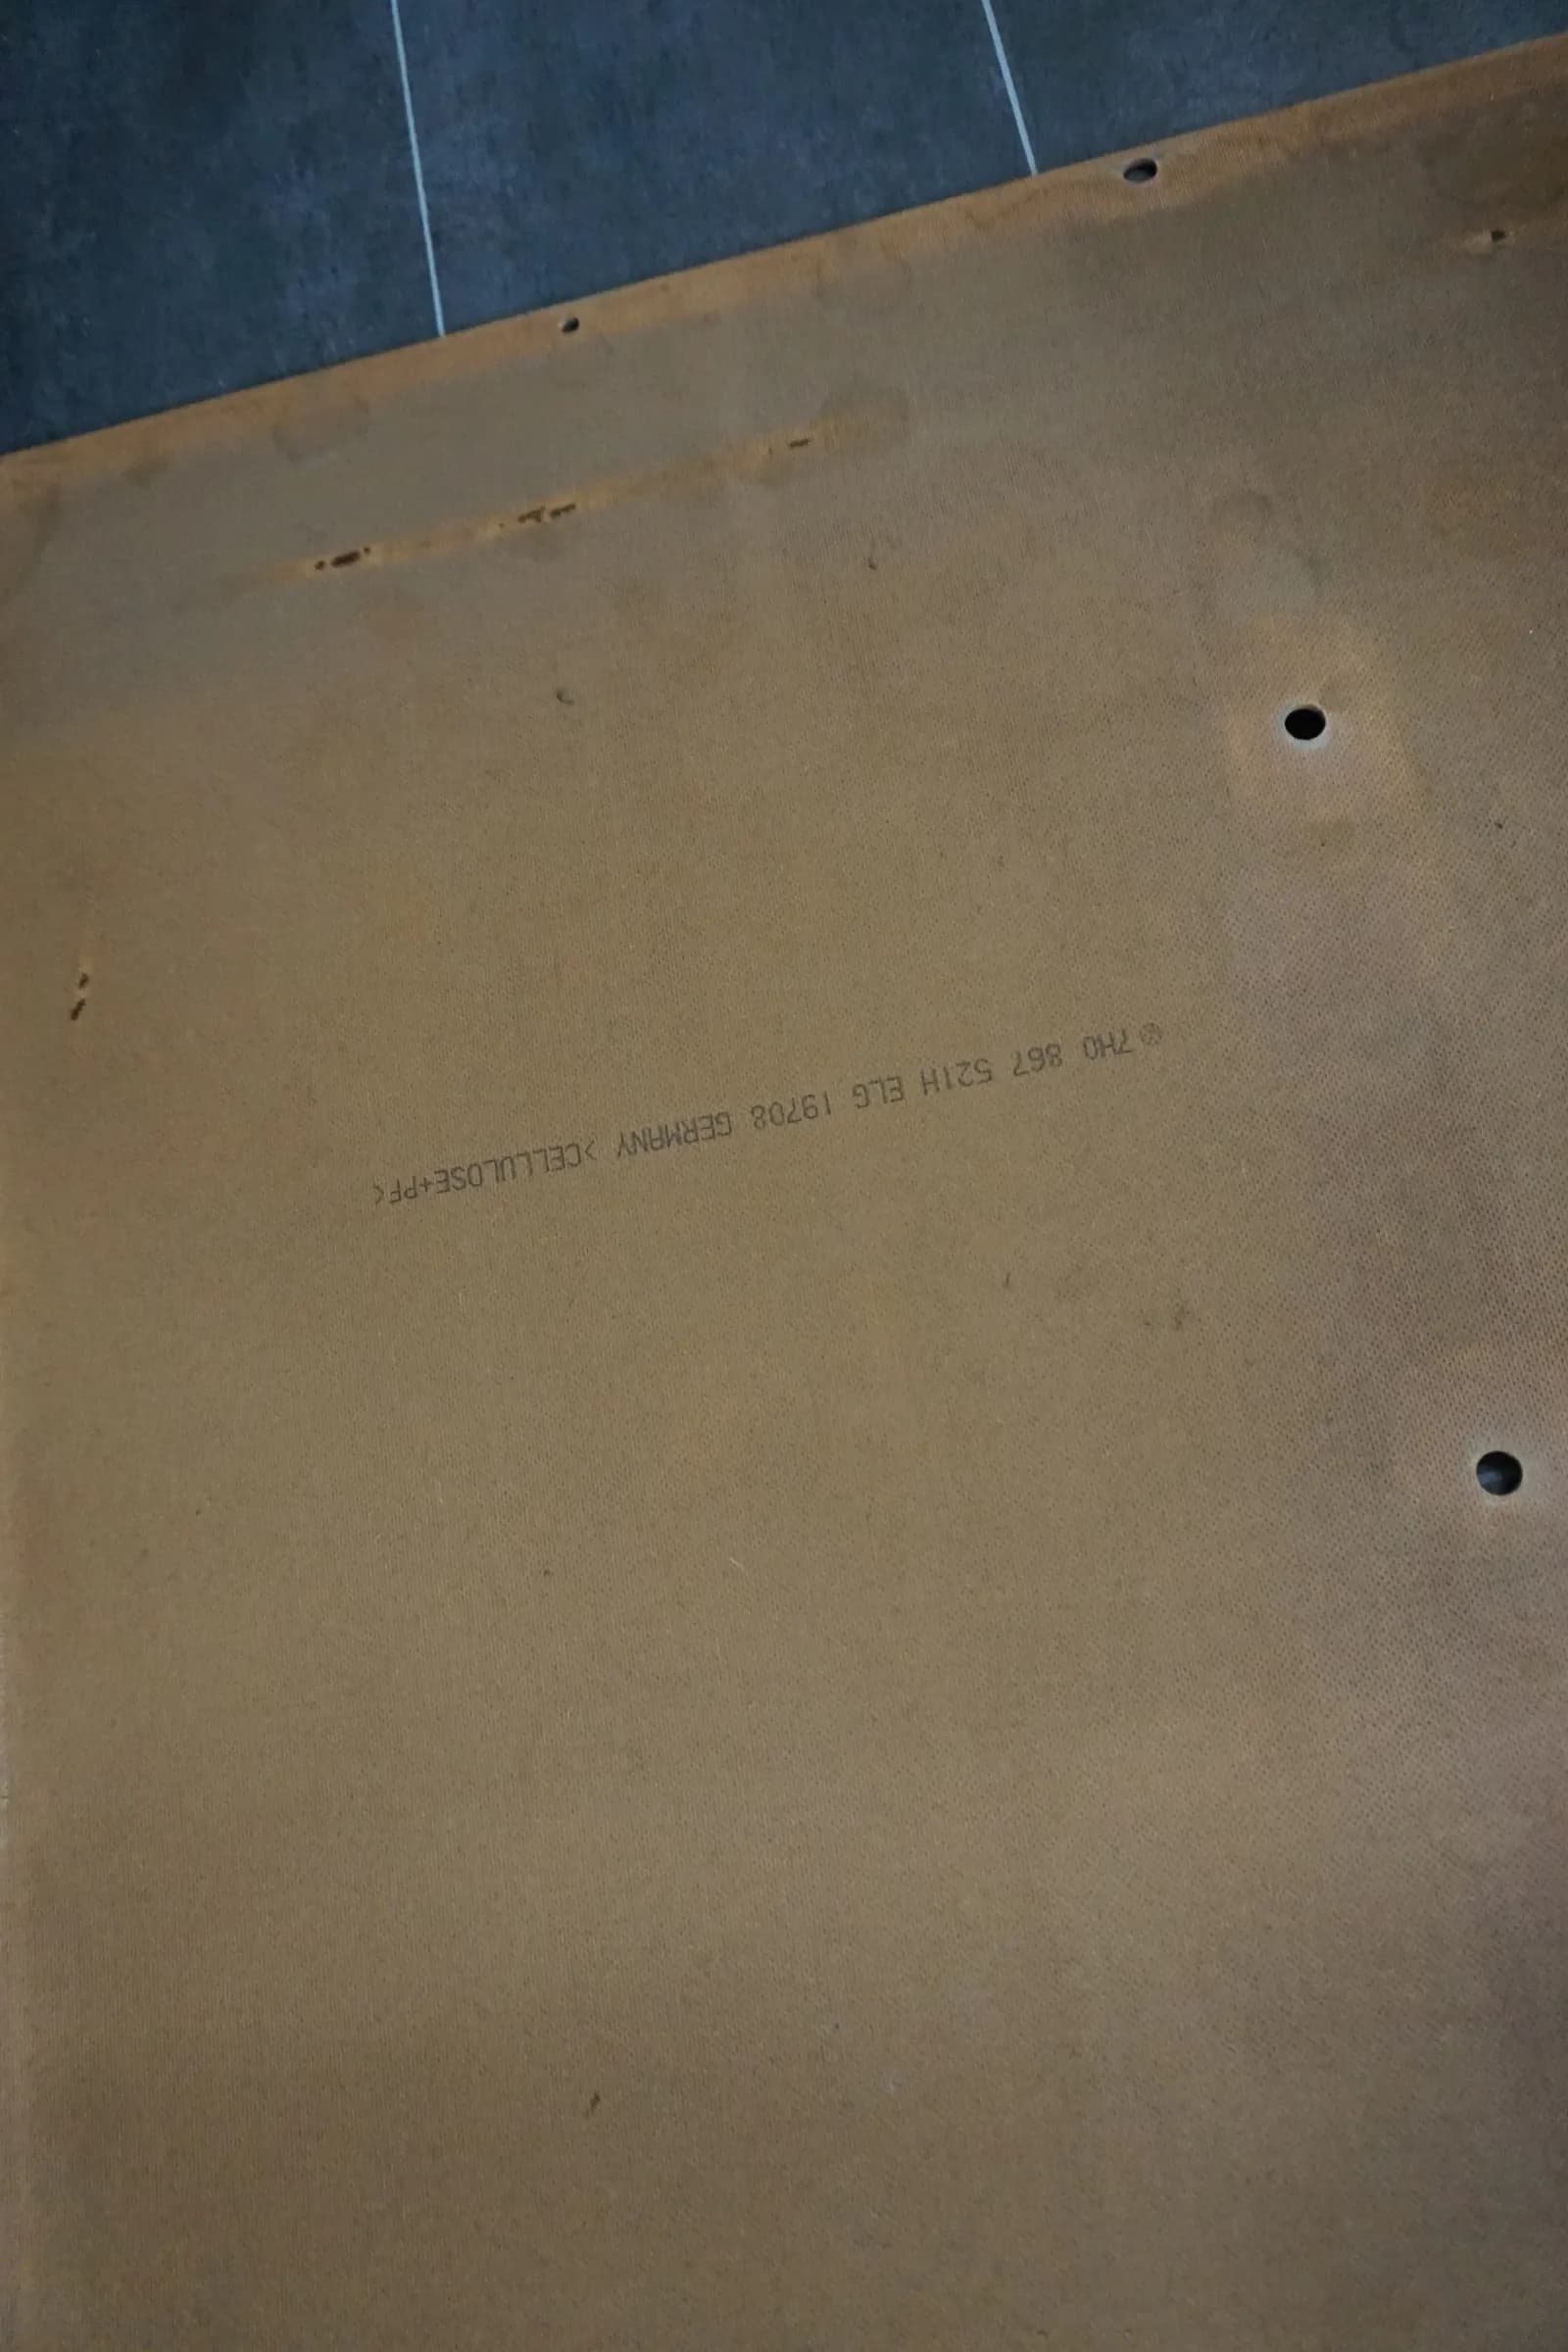 7H0 867 521H ELG 19708 GERMANY >CELLULOSE+PF<